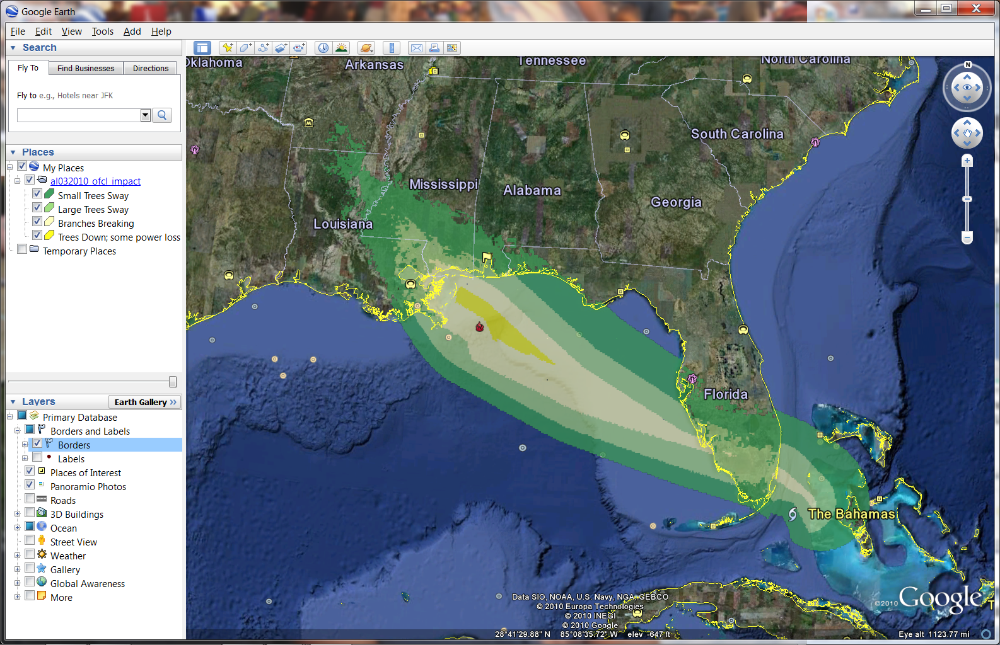 Google Earth
File Edit View Tools Add Help
Search
Fly To Find Businesses Directions
Fly to e.g., Hotels near JFK
Places
My Places
al032010_ofcl_impact
Small Trees Sway
Large Trees Sway
Branches Breaking
Trees Down; some power loss
Temporary Places
Layers
Earth Gallery >>
Primary Database
Borders and Labels
Borders
Labels
Places of Interest
Panoramio Photos
Roads
3D Buildings
Ocean
Street View
Weather
Gallery
Global Awareness
More
Oklahoma
Arkansas
Tennessee
North Carolina
N
South Carolina
Mississippi
Alabama
Georgia
Louisiana
Florida
The Bahamas
Data SIO, NOAA, U.S. Navy, NGA, GEBCO
© 2010 Europa Technologies
© 2010 INEGI
© 2010 Google
©2010 Google
28°41'29.88" N 85°08'35.72" W elev -647 ft
Eye alt 1123.77 mi